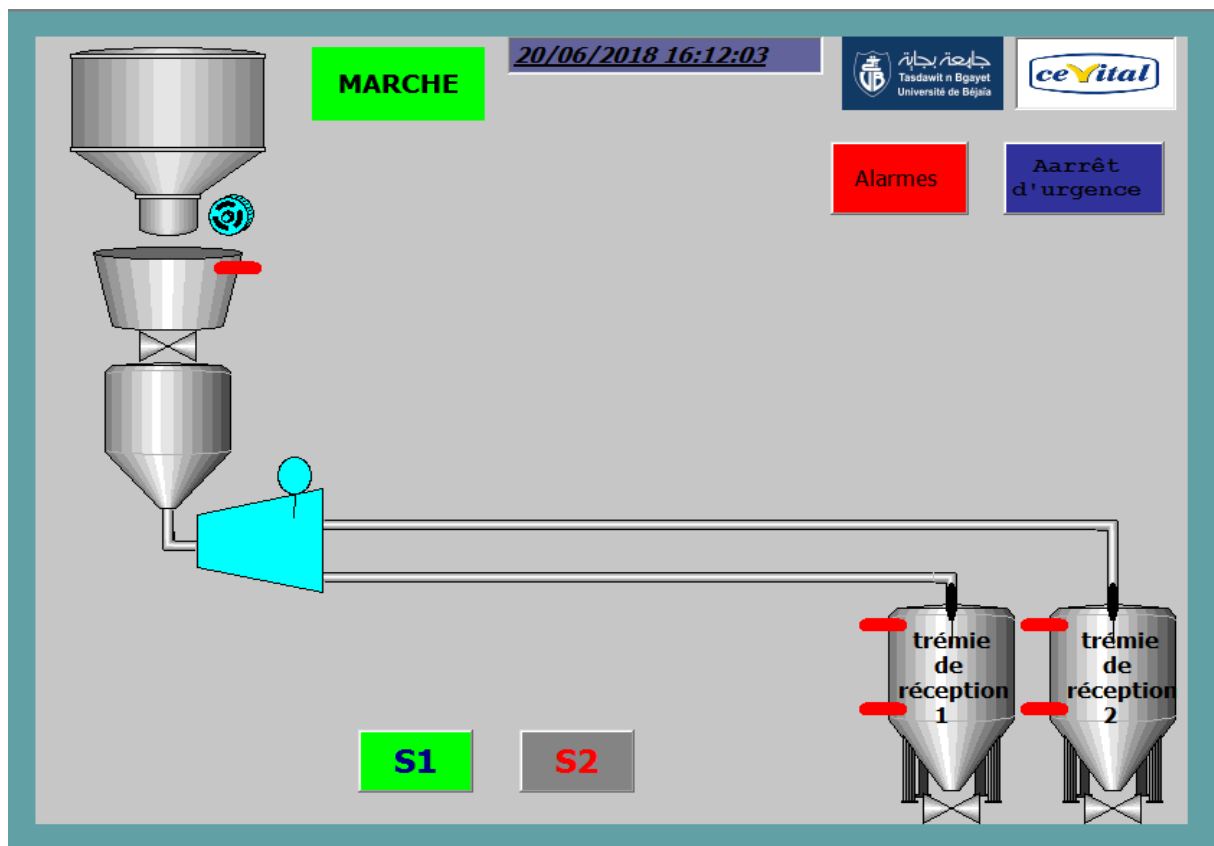 MARCHE
20/06/2018 16:12:03
جامعة بجاية
Tasdawit n Bgayet
Université de Béjaïa
UB
cevital
Alarmes
Aarrêt
d'urgence
trémie
de
réception
1
trémie
de
réception
2
S1
S2